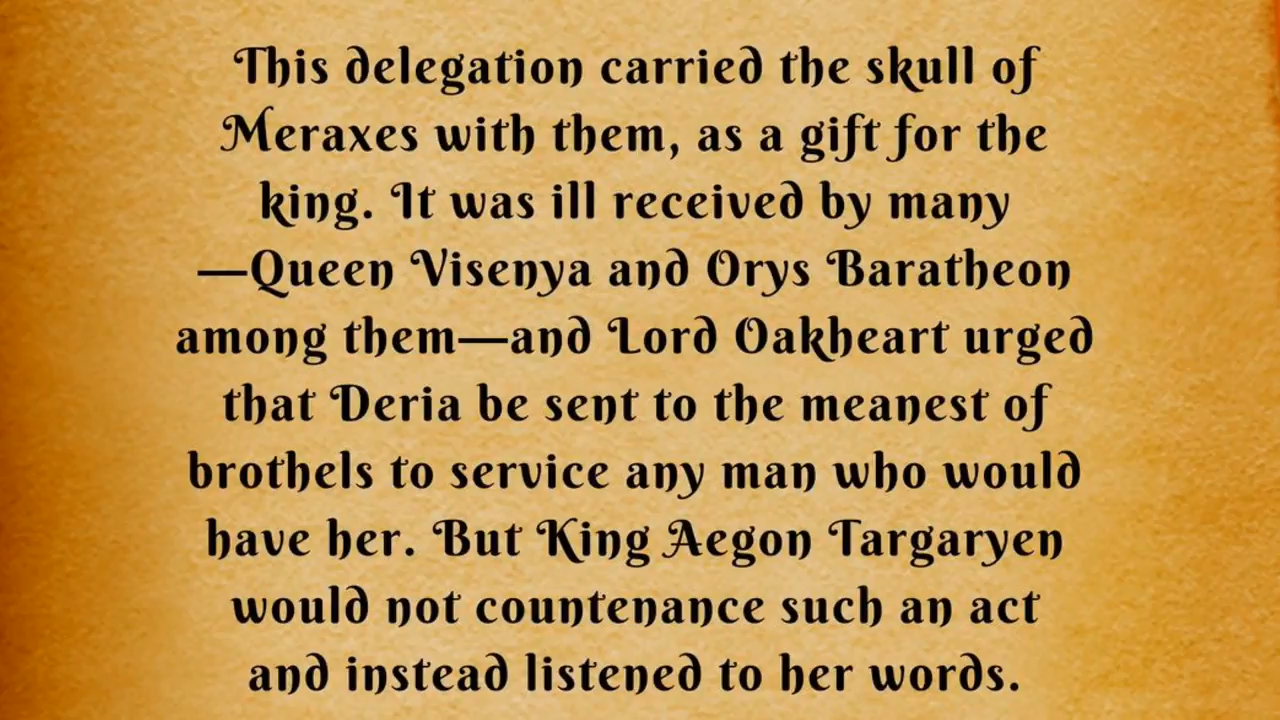 This delegation carried the skull of
Meraxes with them, as a gift for the
king. It was ill received by many
—Queen Visenya and Orys Baratheon
among them—and Lord Oakheart urged
that Deria be sent to the meanest of
brothels to service any man who would
have her. But King Aegon Targaryen
would not countenance such an act
and instead listened to her words.